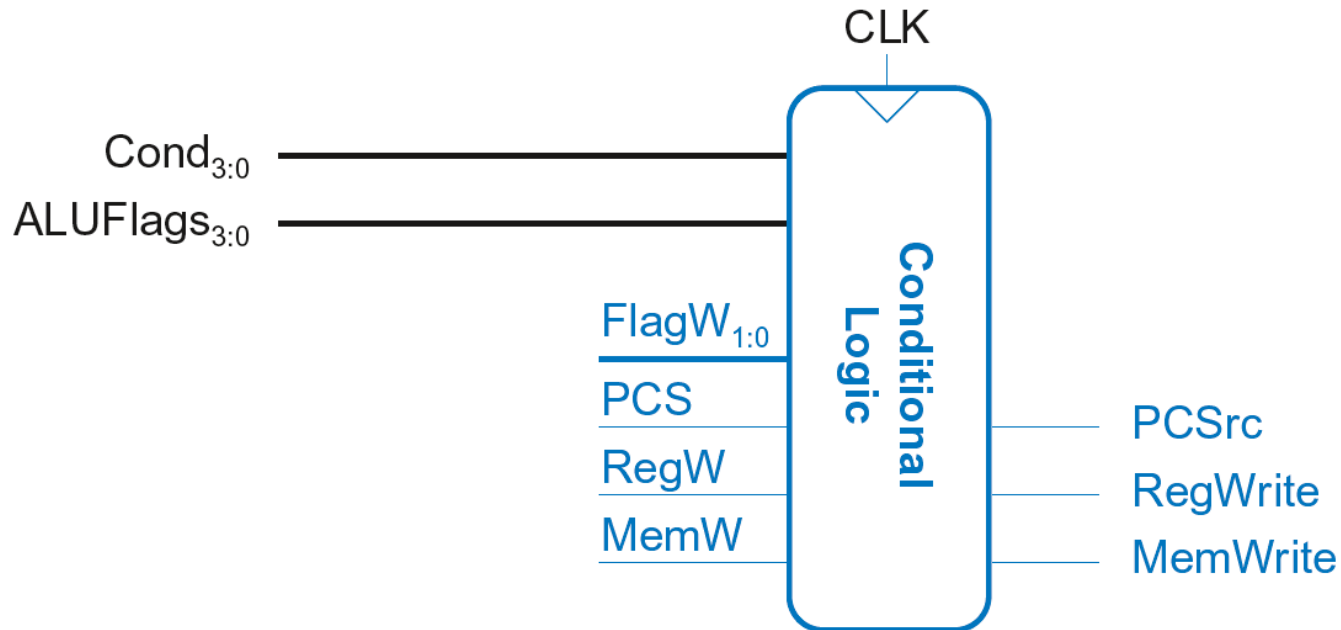 CLK
Cond3:0
ALUFlags3:0
FlagW1:0
PCS
RegW
MemW
Conditional
Logic
PCSrc
RegWrite
MemWrite